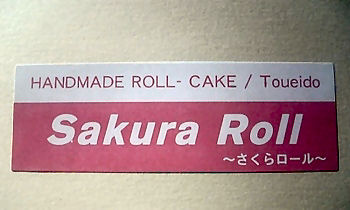 HANDMADE ROLL- CAKE / Toueido
Sakura Roll
～さくらロール～